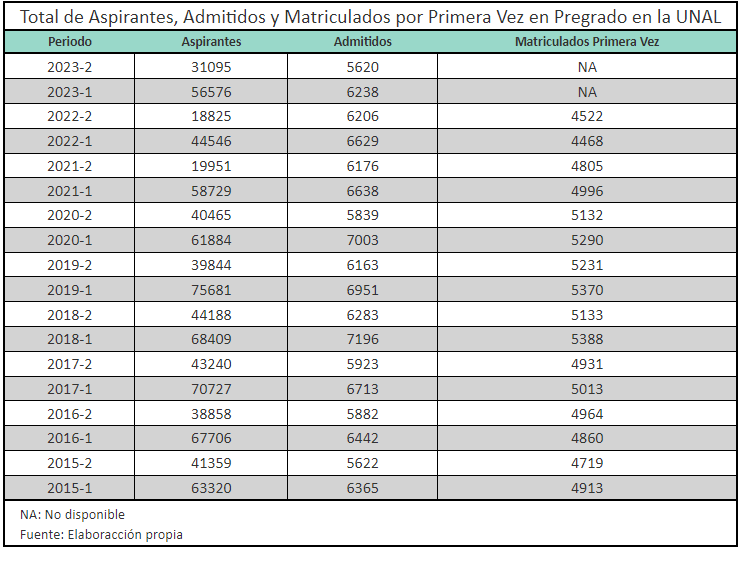 Total de Aspirantes, Admitidos y Matriculados por Primera Vez en Pregrado en la UNAL
Periodo Aspirantes Admitidos Matriculados Primera Vez
2023-2 31095 5620 NA
2023-1 56576 6238 NA
2022-2 18825 6206 4522
2022-1 44546 6629 4468
2021-2 19951 6176 4805
2021-1 58729 6638 4996
2020-2 40465 5839 5132
2020-1 61884 7003 5290
2019-2 39844 6163 5231
2019-1 75681 6951 5370
2018-2 44188 6283 5133
2018-1 68409 7196 5388
2017-2 43240 5923 4931
2017-1 70727 6713 5013
2016-2 38858 5882 4964
2016-1 67706 6442 4860
2015-2 41359 5622 4719
2015-1 63320 6365 4913
NA: No disponible
Fuente: Elaboracción propia